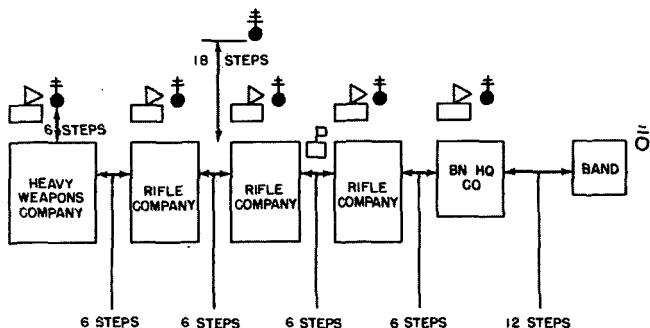 18 STEPS
6 STEPS
HEAVY
WEAPONS
COMPANY
RIFLE
COMPANY
RIFLE
COMPANY
RIFLE
COMPANY
BN HQ
CO
BAND
6 STEPS
6 STEPS
6 STEPS
6 STEPS
12 STEPS